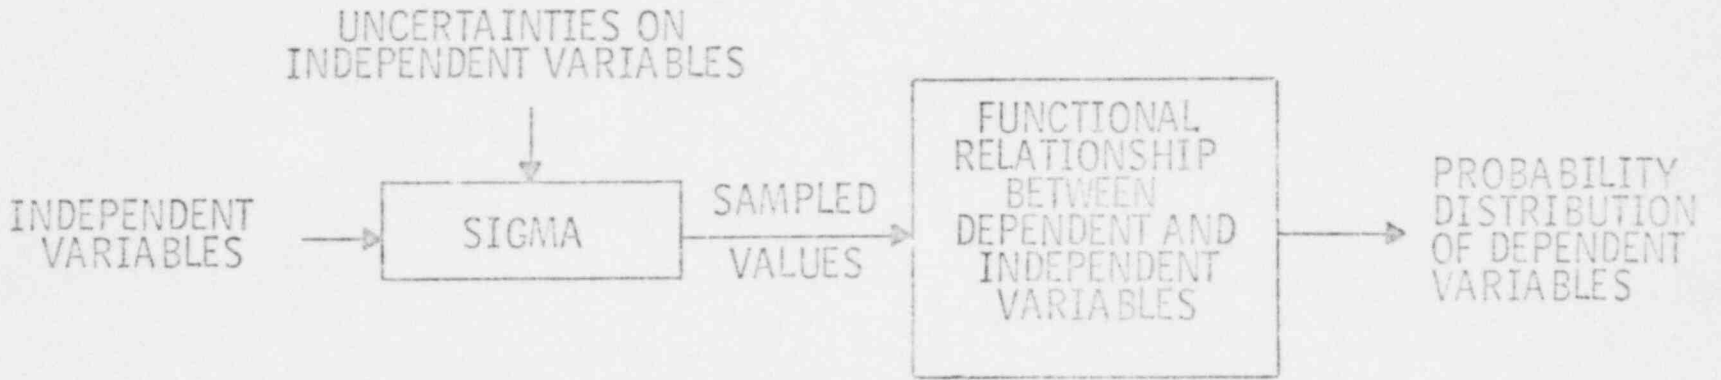 UNCERTAINTIES ON
INDEPENDENT VARIABLES
INDEPENDENT
VARIABLES
SIGMA
SAMPLED
VALUES
FUNCTIONAL
RELATIONSHIP
BETWEEN
DEPENDENT AND
INDEPENDENT
VARIABLES
PROBABILITY
DISTRIBUTION
OF DEPENDENT
VARIABLES